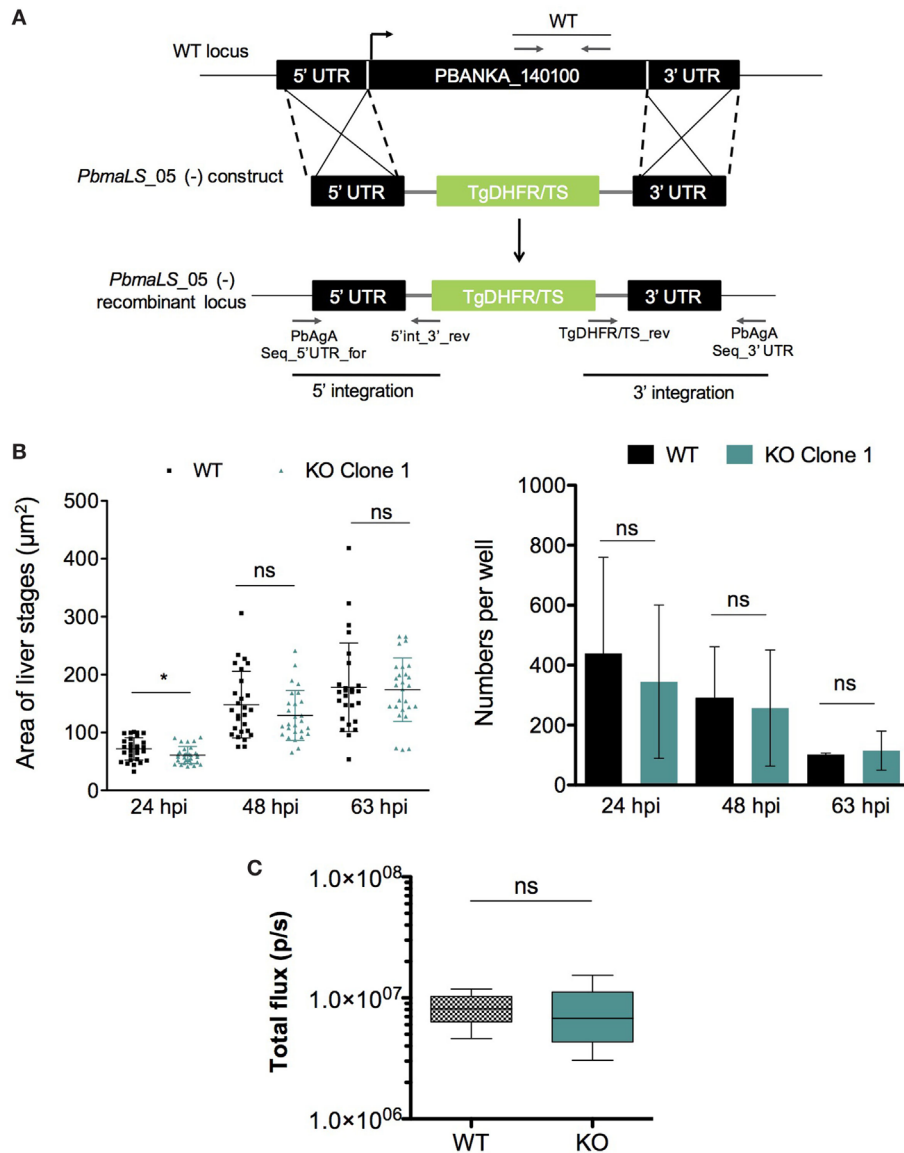 A
WT
WT locus
5' UTR
PBANKA_140100
3' UTR
PbmaLS_05 (-) construct
5' UTR
TgDHFR/TS
3' UTR
PbmaLS_05 (-)
recombinant locus
5' UTR
TgDHFR/TS
3' UTR
PbAgA
Seq_5'UTR_for
5'int_3'_rev
TgDHFR/TS_rev
PbAgA
Seq_3' UTR
5' integration
3' integration
B
WT
KO Clone 1
Area of liver stages (µm²)
500
400
300
200
100
0
*
ns
ns
24 hpi
48 hpi
63 hpi
WT
KO Clone 1
Numbers per well
1000
800
600
400
200
0
ns
ns
ns
24 hpi
48 hpi
63 hpi
C
Total flux (p/s)
1.0×10⁰⁸
1.0×10⁰⁷
1.0×10⁰⁶
ns
WT
KO